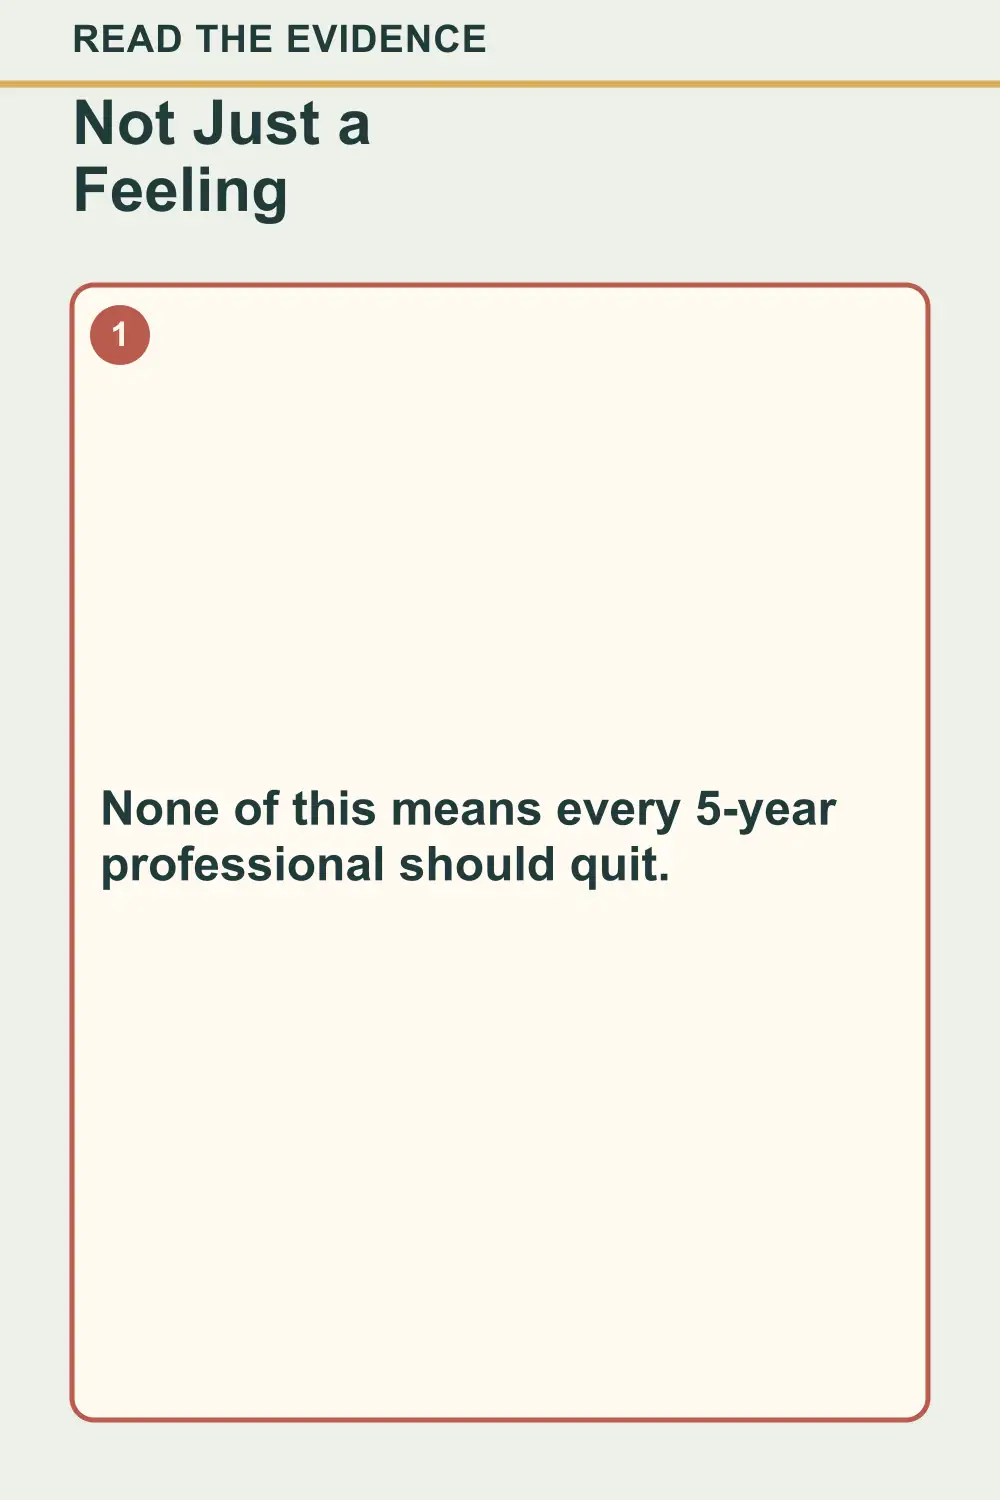 READ THE EVIDENCE
Not Just a
Feeling
1
None of this means every 5-year
professional should quit.